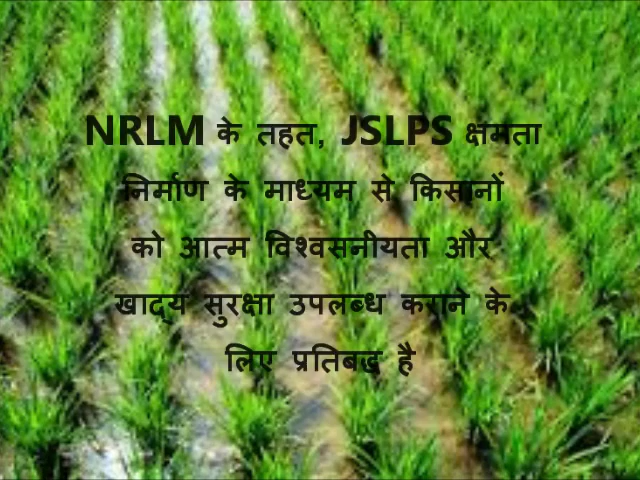 NRLM के तहत, JSLPS क्षमता
निर्माण के माध्यम से किसानों
को आत्म विश्वसनीयता और
खाद्य सुरक्षा उपलब्ध कराने के
लिए प्रतिबद्ध है